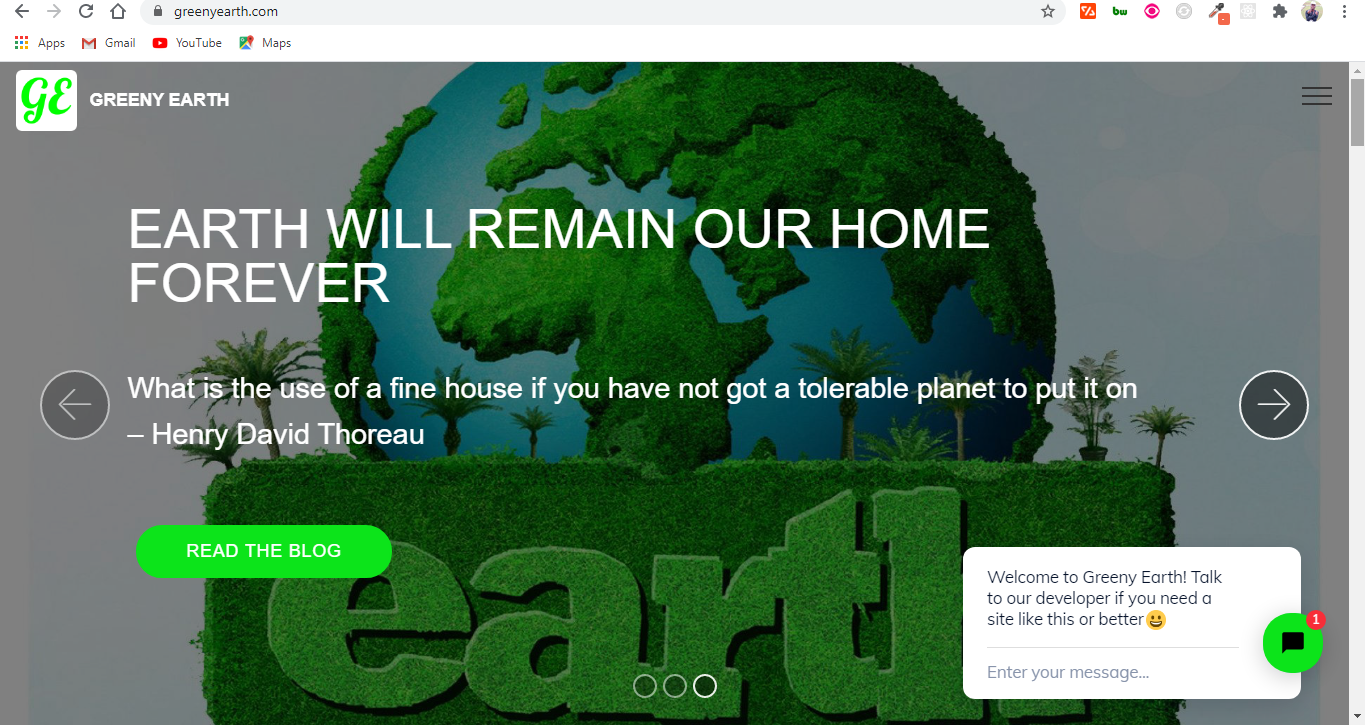 greenyearth.com
Apps Gmail YouTube Maps
GE GREENY EARTH
EARTH WILL REMAIN OUR HOME
FOREVER
What is the use of a fine house if you have not got a tolerable planet to put it on
– Henry David Thoreau
READ THE BLOG
earth
Welcome to Greeny Earth! Talk
to our developer if you need a
site like this or better😀
1
Enter your message...